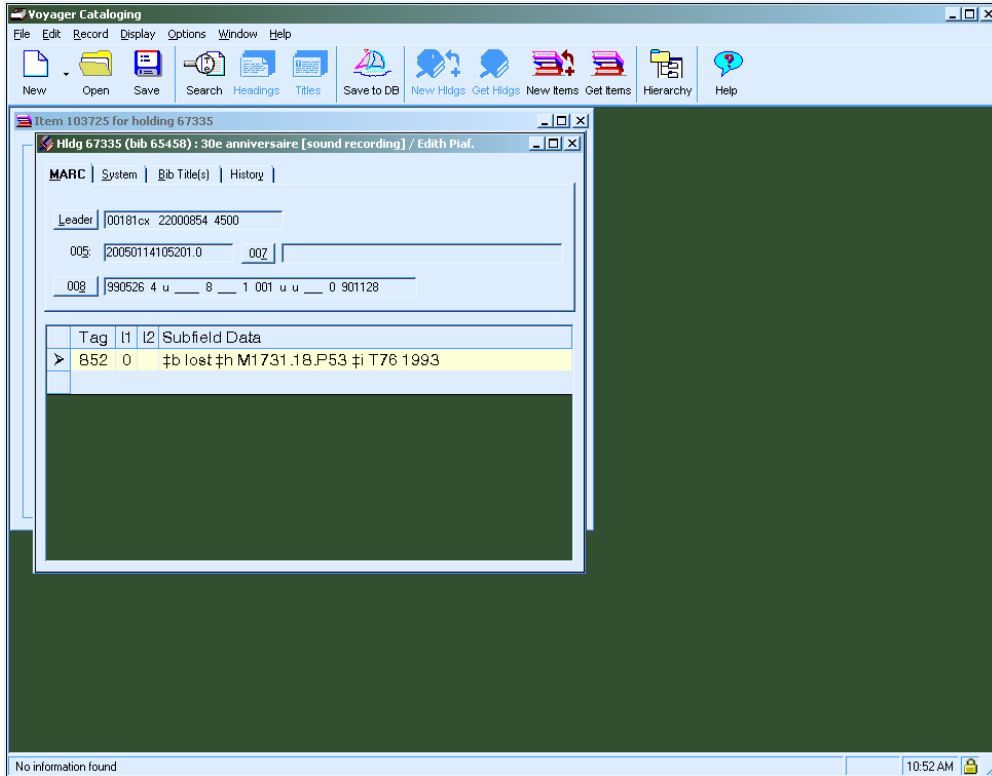 Voyager Cataloging
File Edit Record Display Options Window Help
New Open Save Search Headings Titles Save to DB New Hldgs Get Hldgs New Items Get Items Hierarchy Help
Item 103725 for holding 67335
Hldg 67335 (bib 65458) : 30e anniversaire [sound recording] / Edith Piaf.
MARC System Bib Title(s) History
Leader 00181cx 22000854 4500
005: 20050114105201.0 007
008 990526 4 u ____ 8 ___ 1 001 u u ___ 0 901128
Tag I1 I2 Subfield Data
852 0 ‡b lost ‡h M1731.18.P53 ‡i T76 1993
No information found 10:52 AM